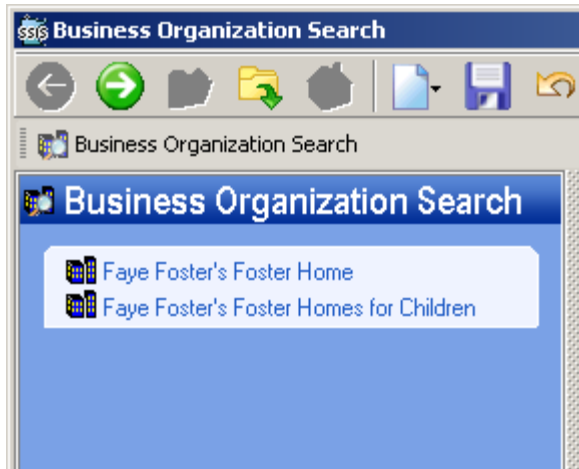 ssis Business Organization Search
Business Organization Search
Business Organization Search
Faye Foster's Foster Home
Faye Foster's Foster Homes for Children